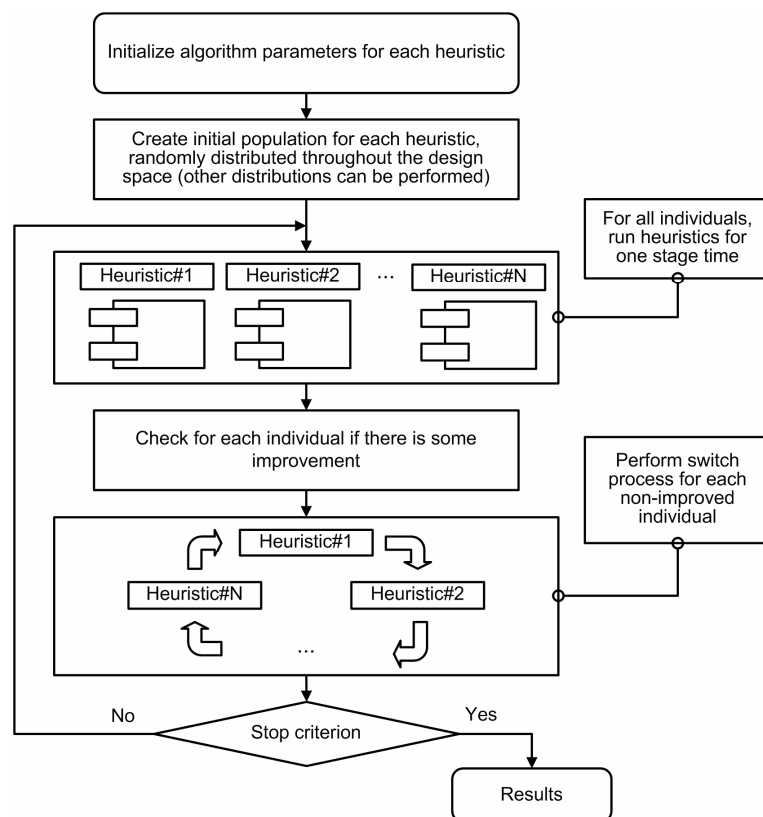 Initialize algorithm parameters for each heuristic
Create initial population for each heuristic,
randomly distributed throughout the design
space (other distributions can be performed)
For all individuals,
run heuristics for
one stage time
Heuristic#1
Heuristic#2
...
Heuristic#N
Check for each individual if there is some
improvement
Perform switch
process for each
non-improved
individual
Heuristic#1
Heuristic#N
Heuristic#2
...
No
Stop criterion
Yes
Results